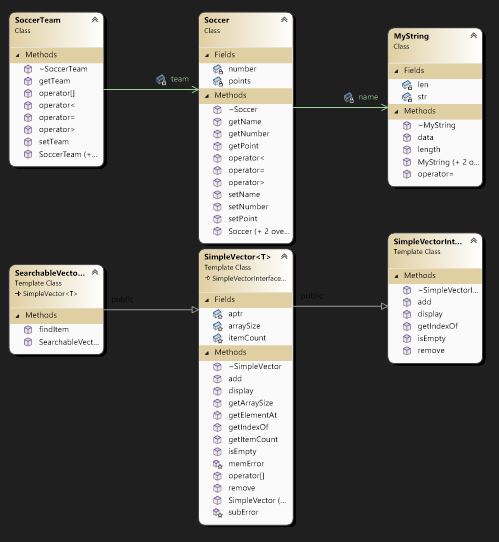 SoccerTeam
Class
Methods
~SoccerTeam
getTeam
operator[]
operator<
operator=
operator>
setTeam
SoccerTeam (+...
team
Soccer
Class
Fields
number
points
Methods
~Soccer
getName
getNumber
getPoint
operator<
operator=
operator>
setName
setNumber
setPoint
Soccer (+ 2 ove...
name
MyString
Class
Fields
len
str
Methods
~MyString
data
length
MyString (+ 2 o...
operator=
SearchableVecto...
Template Class
SimpleVector<T>
Methods
findItem
SearchableVect...
public
SimpleVector<T>
Template Class
SimpleVectorInterface...
Fields
aptr
arraySize
itemCount
Methods
~SimpleVector
add
display
getArraySize
getElementAt
getIndexOf
getItemCount
isEmpty
memError
operator[]
remove
SimpleVector (...
subError
public
SimpleVectorInt...
Template Class
Methods
~SimpleVectorI...
add
display
getIndexOf
isEmpty
remove